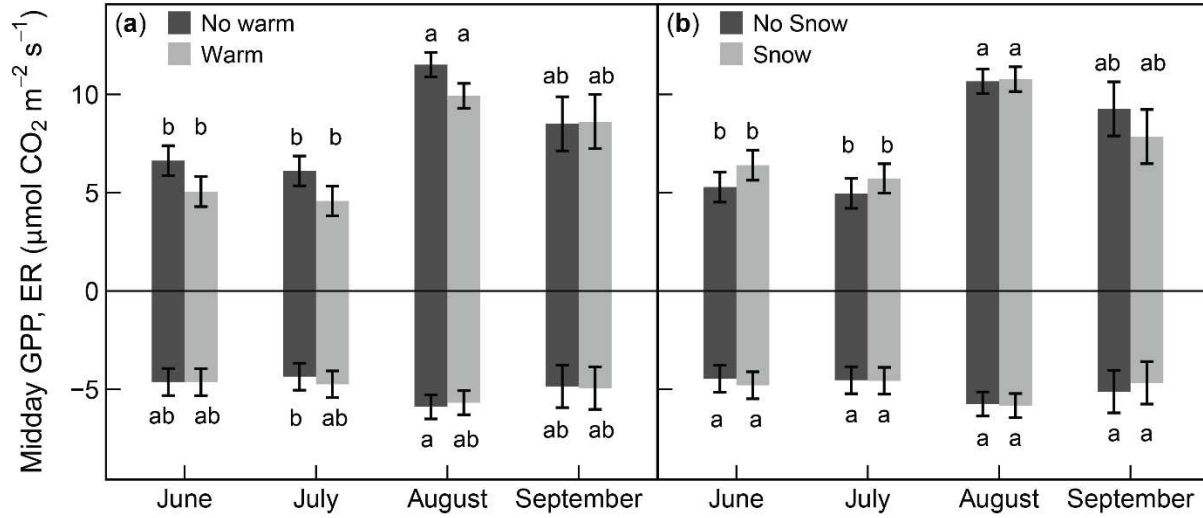 Midday GPP, ER (μmol CO₂ m⁻² s⁻¹)
(a) No warm
Warm
(b) No Snow
Snow
10
5
0
−5
b b b b a a ab ab
b b b b a a ab ab
ab ab b ab a ab ab ab
a a a a a a a a
June July August September
June July August September